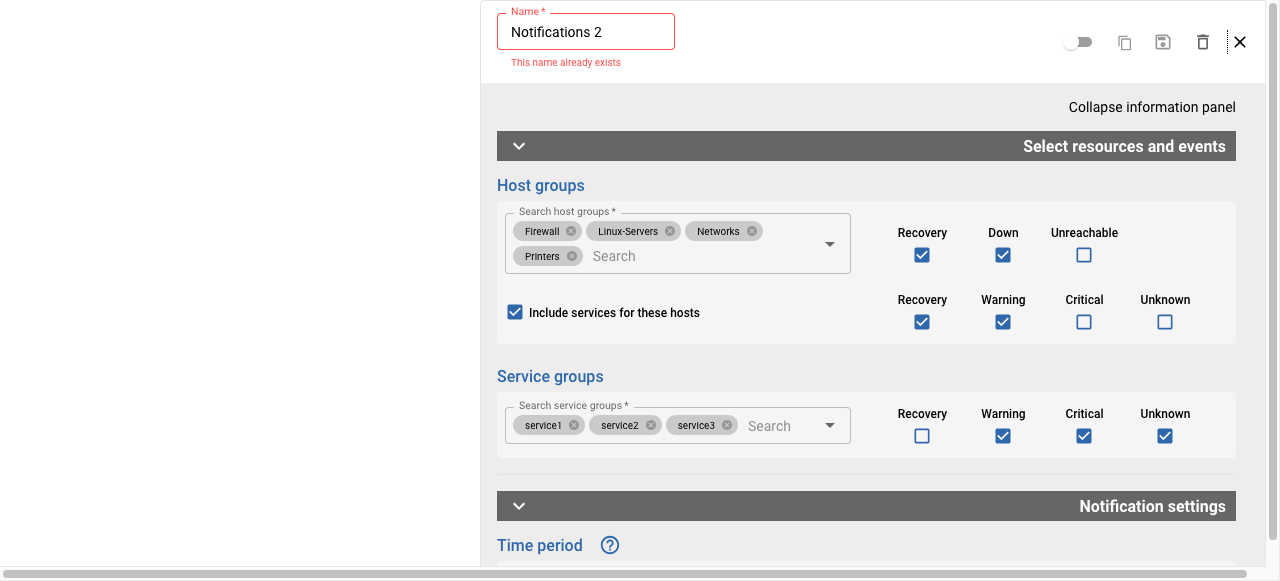 Name *
Notifications 2
This name already exists
Collapse information panel
Select resources and events
Host groups
Search host groups *
Firewall Linux-Servers Networks
Printers Search
Recovery Down Unreachable
Include services for these hosts
Recovery Warning Critical Unknown
Service groups
Search service groups *
service1 service2 service3 Search
Recovery Warning Critical Unknown
Notification settings
Time period